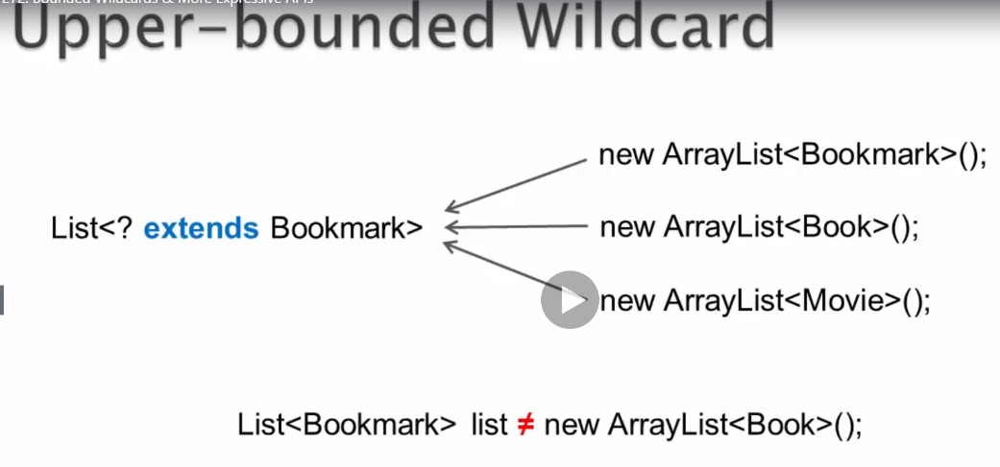 272. Bounded Wildcards & More Expressive APIs
Upper-bounded Wildcard
new ArrayList<Bookmark>();
List<? extends Bookmark>
new ArrayList<Book>();
new ArrayList<Movie>();
List<Bookmark> list ≠ new ArrayList<Book>();